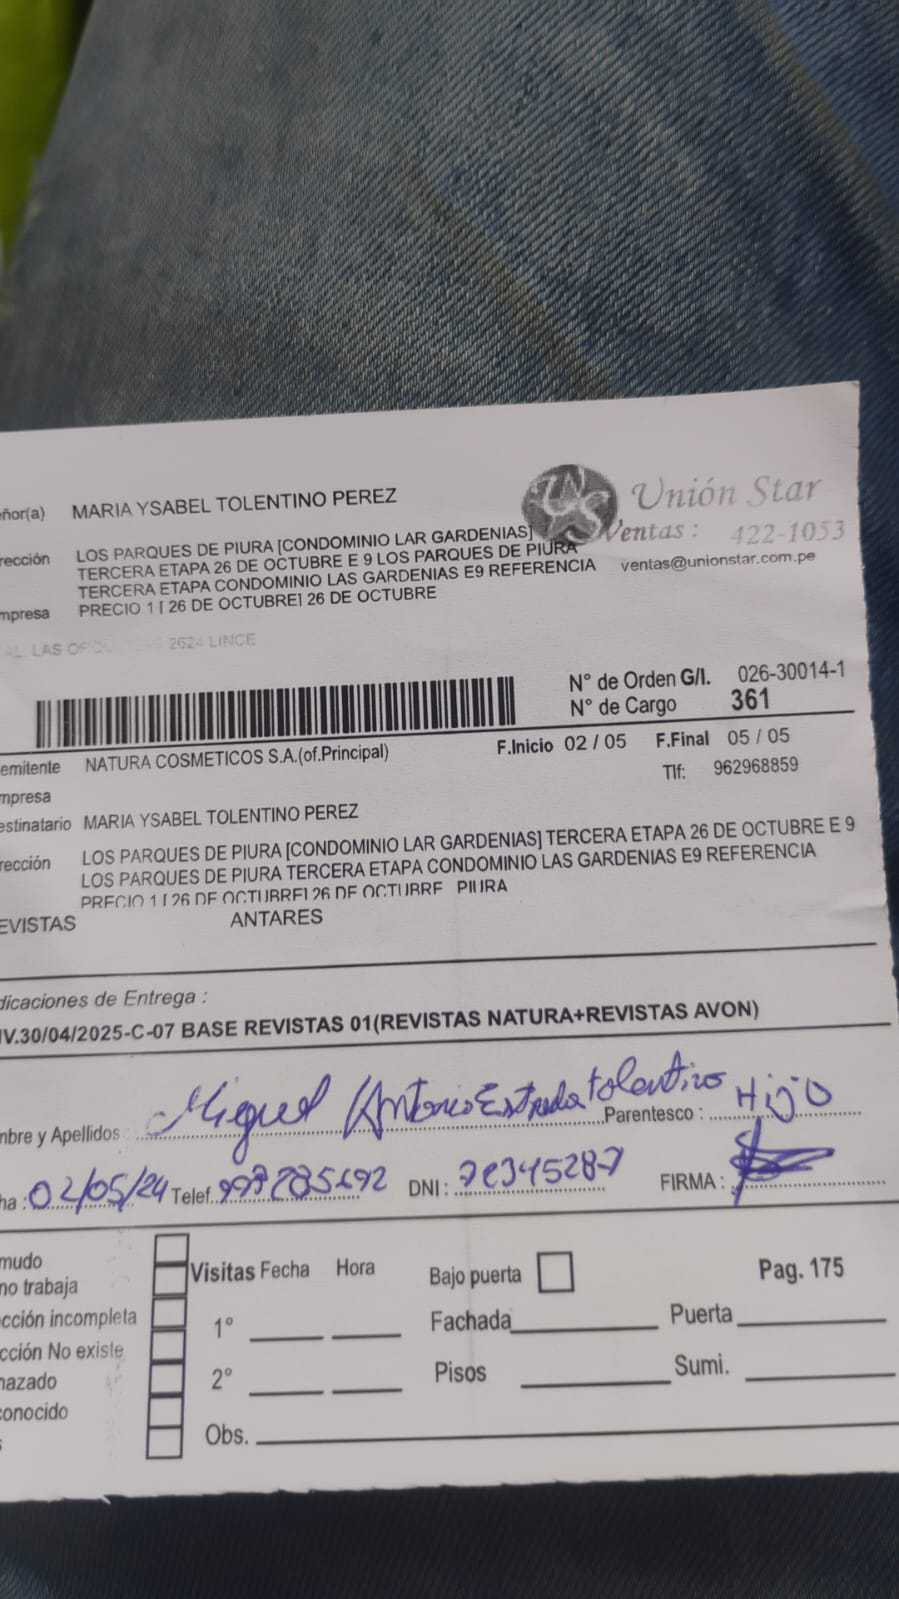 eñor(a) MARIA YSABEL TOLENTINO PEREZ
Unión Star
Ventas : 422-1053
ventas@unionstar.com.pe
rección LOS PARQUES DE PIURA [CONDOMINIO LAR GARDENIAS]
TERCERA ETAPA 26 DE OCTUBRE E 9 LOS PARQUES DE PIURA
TERCERA ETAPA CONDOMINIO LAS GARDENIAS E9 REFERENCIA
mpresa PRECIO 1 [ 26 DE OCTUBRE] 26 DE OCTUBRE
AL LAS 2624 LINCE
N° de Orden G/I. 026-30014-1
N° de Cargo 361
emitente NATURA COSMETICOS S.A.(of.Principal) F.Inicio 02 / 05 F.Final 05 / 05
mpresa Tlf: 962968859
estinatario MARIA YSABEL TOLENTINO PEREZ
rección LOS PARQUES DE PIURA [CONDOMINIO LAR GARDENIAS] TERCERA ETAPA 26 DE OCTUBRE E 9
LOS PARQUES DE PIURA TERCERA ETAPA CONDOMINIO LAS GARDENIAS E9 REFERENCIA
PRECIO 1 [ 26 DE OCTUBRE] 26 DE OCTUBRE PIURA
EVISTAS ANTARES
dicaciones de Entrega :
IV.30/04/2025-C-07 BASE REVISTAS 01(REVISTAS NATURA+REVISTAS AVON)
mbre y Apellidos : Miguel Antonio Estrada tolentino Parentesco : Hijo
ha : 02/05/24 Telef. DNI : FIRMA :
mudo
no trabaja
cción incompleta
cción No existe
hazado
conocido
s
Visitas Fecha Hora Bajo puerta Pag. 175
1° Fachada Puerta
2° Pisos Sumi.
Obs.